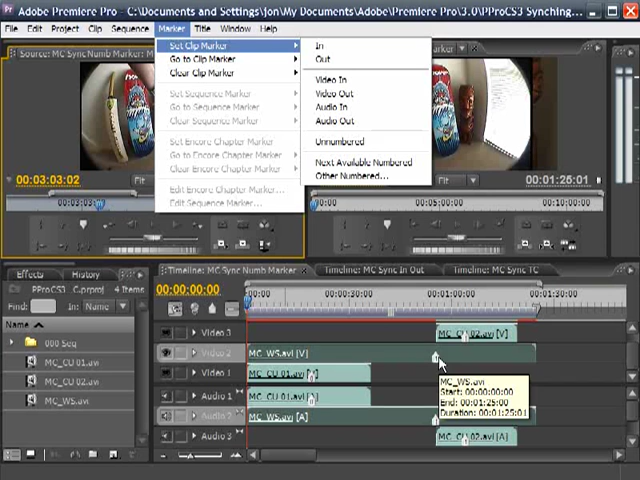 Adobe Premiere Pro - C:\Documents and Settings\jon\My Documents\Adobe\Premiere Pro\3.0\PProCS3 Synching...
File Edit Project Clip Sequence Marker Title Window Help
Source: MC Sync Numb Marker
Marker
Set Clip Marker
Go to Clip Marker
Clear Clip Marker
Set Sequence Marker
Go to Sequence Marker
Clear Sequence Marker
Set Encore Chapter Marker
Go to Encore Chapter Marker
Clear Encore Chapter Marker
Edit Encore Chapter Marker...
Edit Sequence Marker...
In
Out
Video In
Video Out
Audio In
Audio Out
Unnumbered
Next Available Numbered
Other Numbered...
00:03:03:02 Fit
Fit 00:01:25:01
00:03:03:00
00:00 00:05:00:00 00:10:00:00
Effects History
PProCS3 C.prproj 4 Items
Find: In: Name
Name
000 Seq
MC_CU 01.avi
MC_CU 02.avi
MC_WS.avi
Timeline: MC Sync Numb Marker Timeline: MC Sync In Out Timeline: MC Sync TC
00:00:00:00
00:00 00:00:30:00 00:01:00:00 00:01:30:00
Video 3 MC_CU 02.avi [V]
Video 2 MC_WS.avi [V]
Video 1 MC_CU 01.avi [V]
Audio 1 MC_CU 01.avi [A]
Audio 2 MC_WS.avi [A]
Audio 3 MC_CU 02.avi [A]
MC_WS.avi
Start: 00:00:00:00
End: 00:01:25:00
Duration: 00:01:25:01